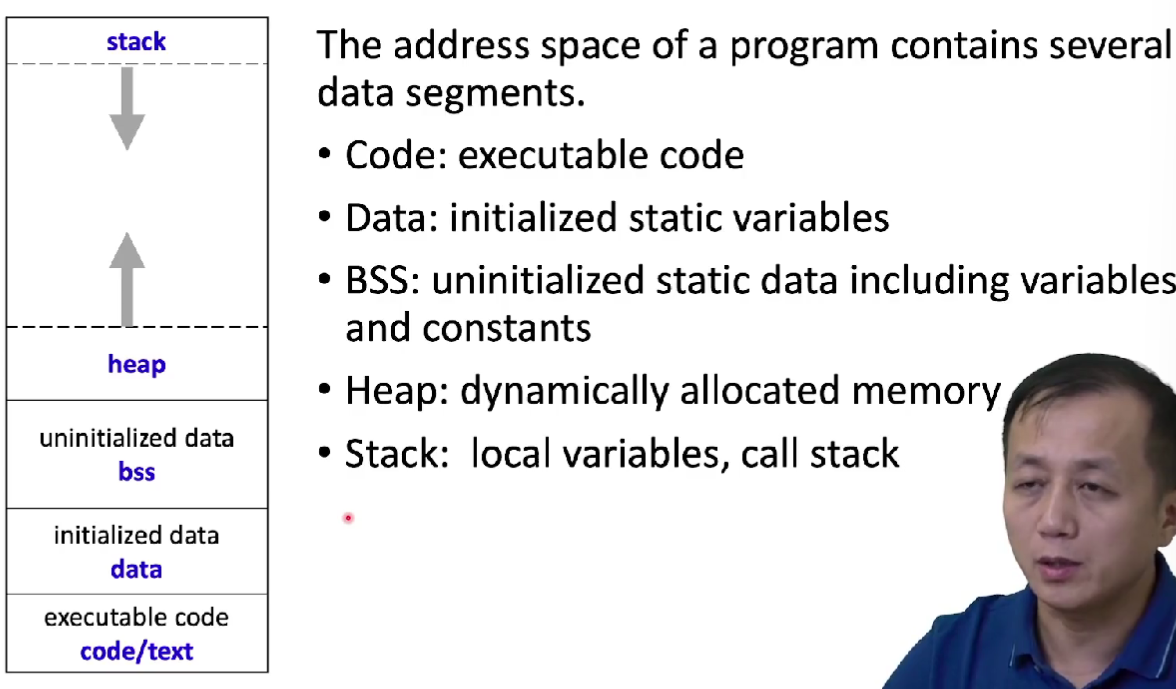 stack
heap
uninitialized data
bss
initialized data
data
executable code
code/text
The address space of a program contains several
data segments.
• Code: executable code
• Data: initialized static variables
• BSS: uninitialized static data including variables
and constants
• Heap: dynamically allocated memory
• Stack: local variables, call stack